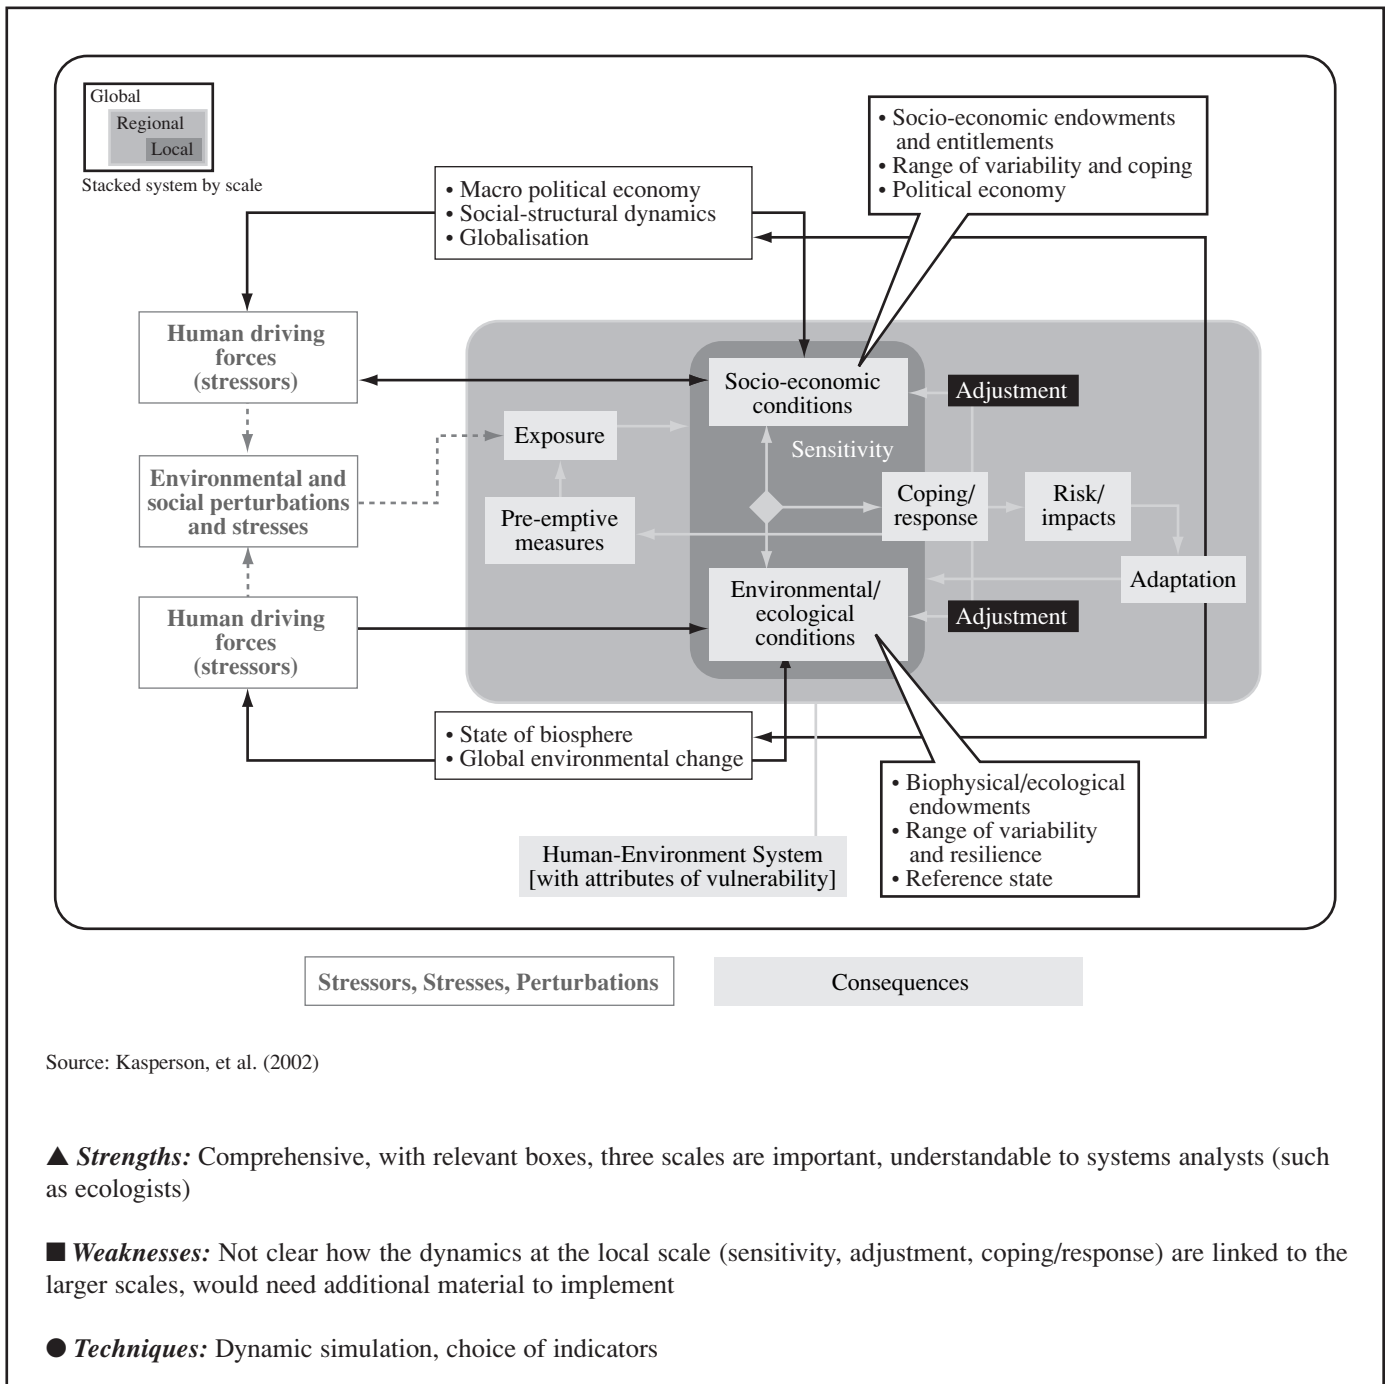 Global
Regional
Local
Stacked system by scale
• Macro political economy
• Social-structural dynamics
• Globalisation
• Socio-economic endowments
and entitlements
• Range of variability and coping
• Political economy
Human driving
forces
(stressors)
Socio-economic
conditions
Adjustment
Exposure
Sensitivity
Environmental and
social perturbations
and stresses
Pre-emptive
measures
Coping/
response
Risk/
impacts
Adaptation
Human driving
forces
(stressors)
Environmental/
ecological
conditions
Adjustment
• State of biosphere
• Global environmental change
• Biophysical/ecological
endowments
• Range of variability
and resilience
• Reference state
Human-Environment System
[with attributes of vulnerability]
Stressors, Stresses, Perturbations
Consequences
Source: Kasperson, et al. (2002)
▲ Strengths: Comprehensive, with relevant boxes, three scales are important, understandable to systems analysts (such
as ecologists)
■ Weaknesses: Not clear how the dynamics at the local scale (sensitivity, adjustment, coping/response) are linked to the
larger scales, would need additional material to implement
● Techniques: Dynamic simulation, choice of indicators